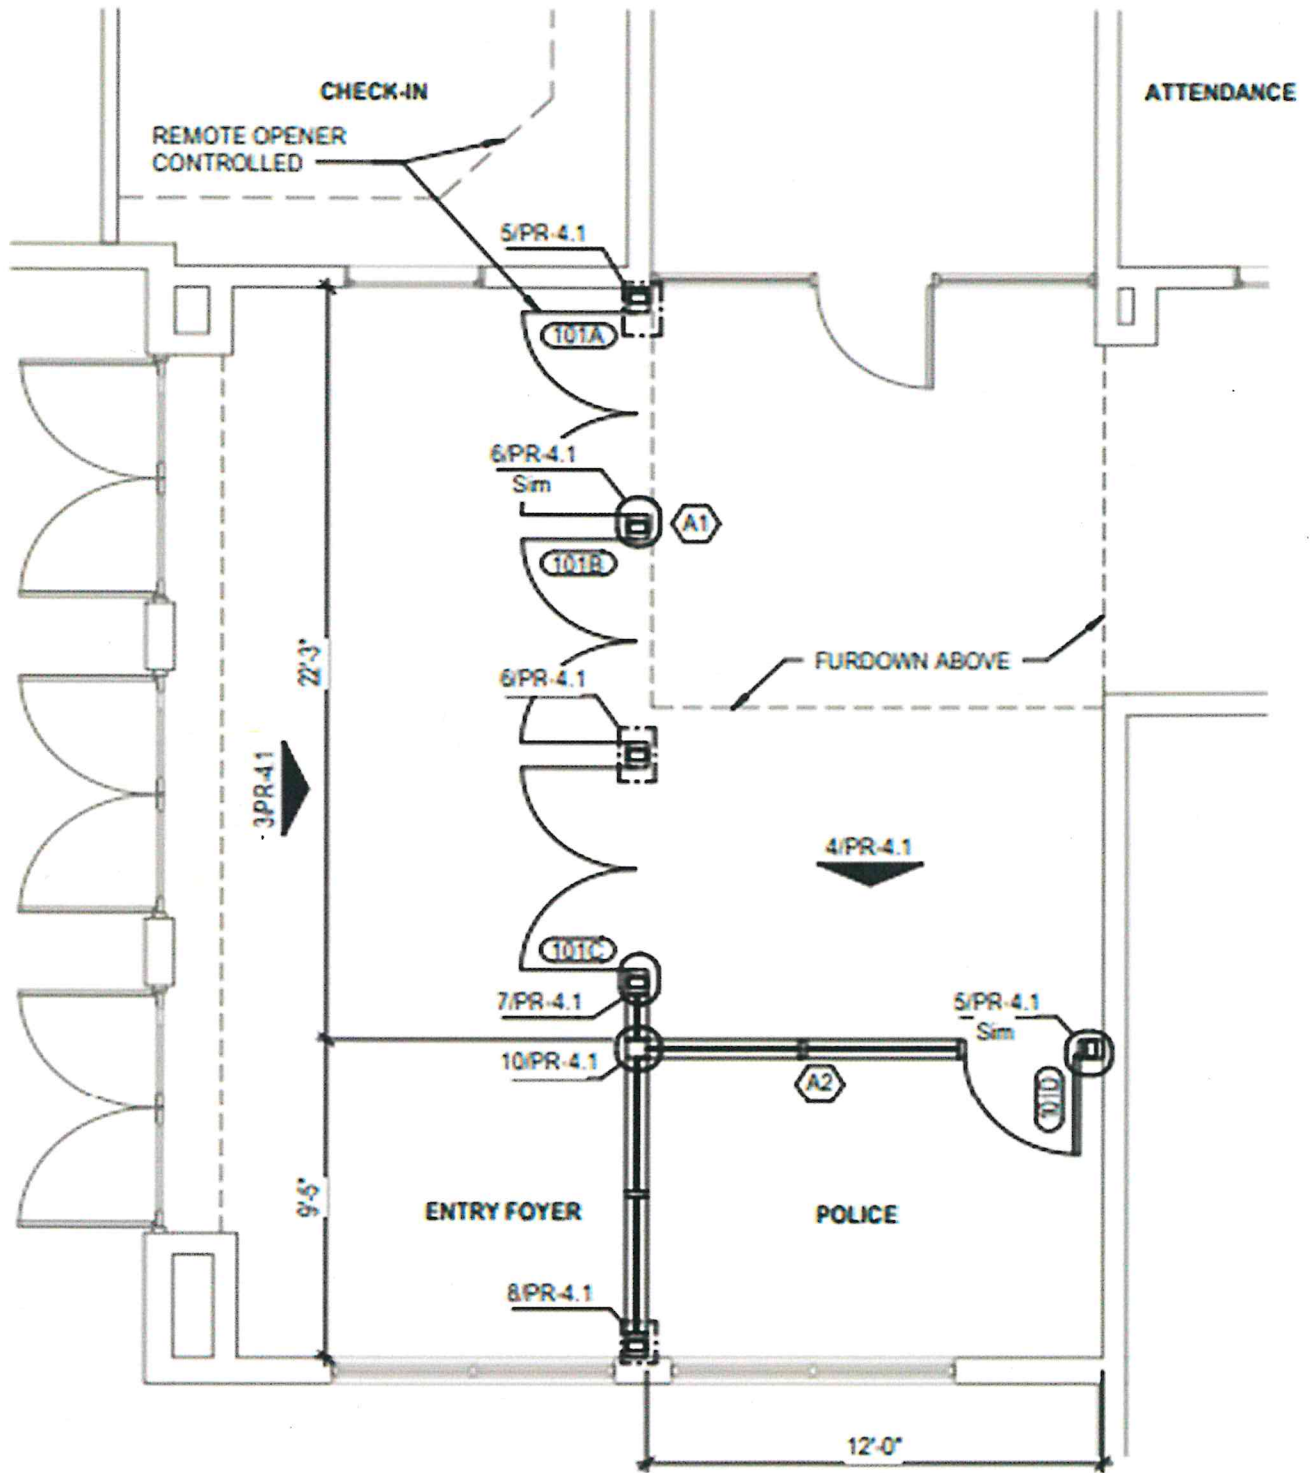 CHECK-IN
ATTENDANCE
REMOTE OPENER
CONTROLLED
5/PR-4.1
101A
6/PR-4.1
Sim
A1
101B
22'-3"
FURDOWN ABOVE
6/PR-4.1
3/PR-4.1
4/PR-4.1
101C
7/PR-4.1
5/PR-4.1
Sim
10/PR-4.1
A2
101D
9'-5"
ENTRY FOYER
POLICE
8/PR-4.1
12'-0"